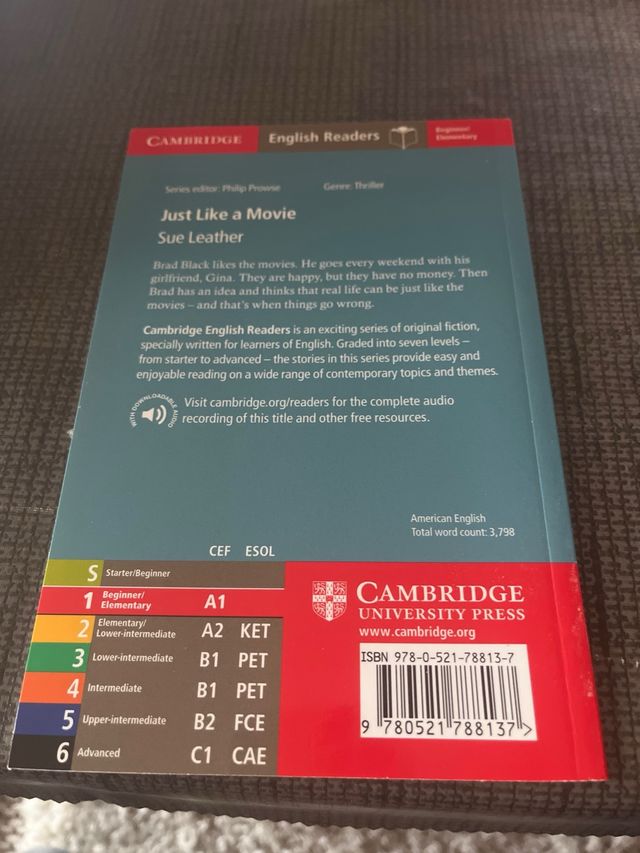 CAMBRIDGE English Readers Beginner/
Elementary
Series editor: Philip Prowse Genre: Thriller
Just Like a Movie
Sue Leather
Brad Black likes the movies. He goes every weekend with his
girlfriend, Gina. They are happy, but they have no money. Then
Brad has an idea and thinks that real life can be just like the
movies – and that's when things go wrong.
Cambridge English Readers is an exciting series of original fiction,
specially written for learners of English. Graded into seven levels –
from starter to advanced – the stories in this series provide easy and
enjoyable reading on a wide range of contemporary topics and themes.
WITH DOWNLOADABLE AUDIO
Visit cambridge.org/readers for the complete audio
recording of this title and other free resources.
American English
Total word count: 3,798
CEF ESOL
S Starter/Beginner
1 Beginner/
Elementary A1
2 Elementary/
Lower-intermediate A2 KET
3 Lower-intermediate B1 PET
4 Intermediate B1 PET
5 Upper-intermediate B2 FCE
6 Advanced C1 CAE
CAMBRIDGE
UNIVERSITY PRESS
www.cambridge.org
ISBN 978-0-521-78813-7
9 780521 788137 >